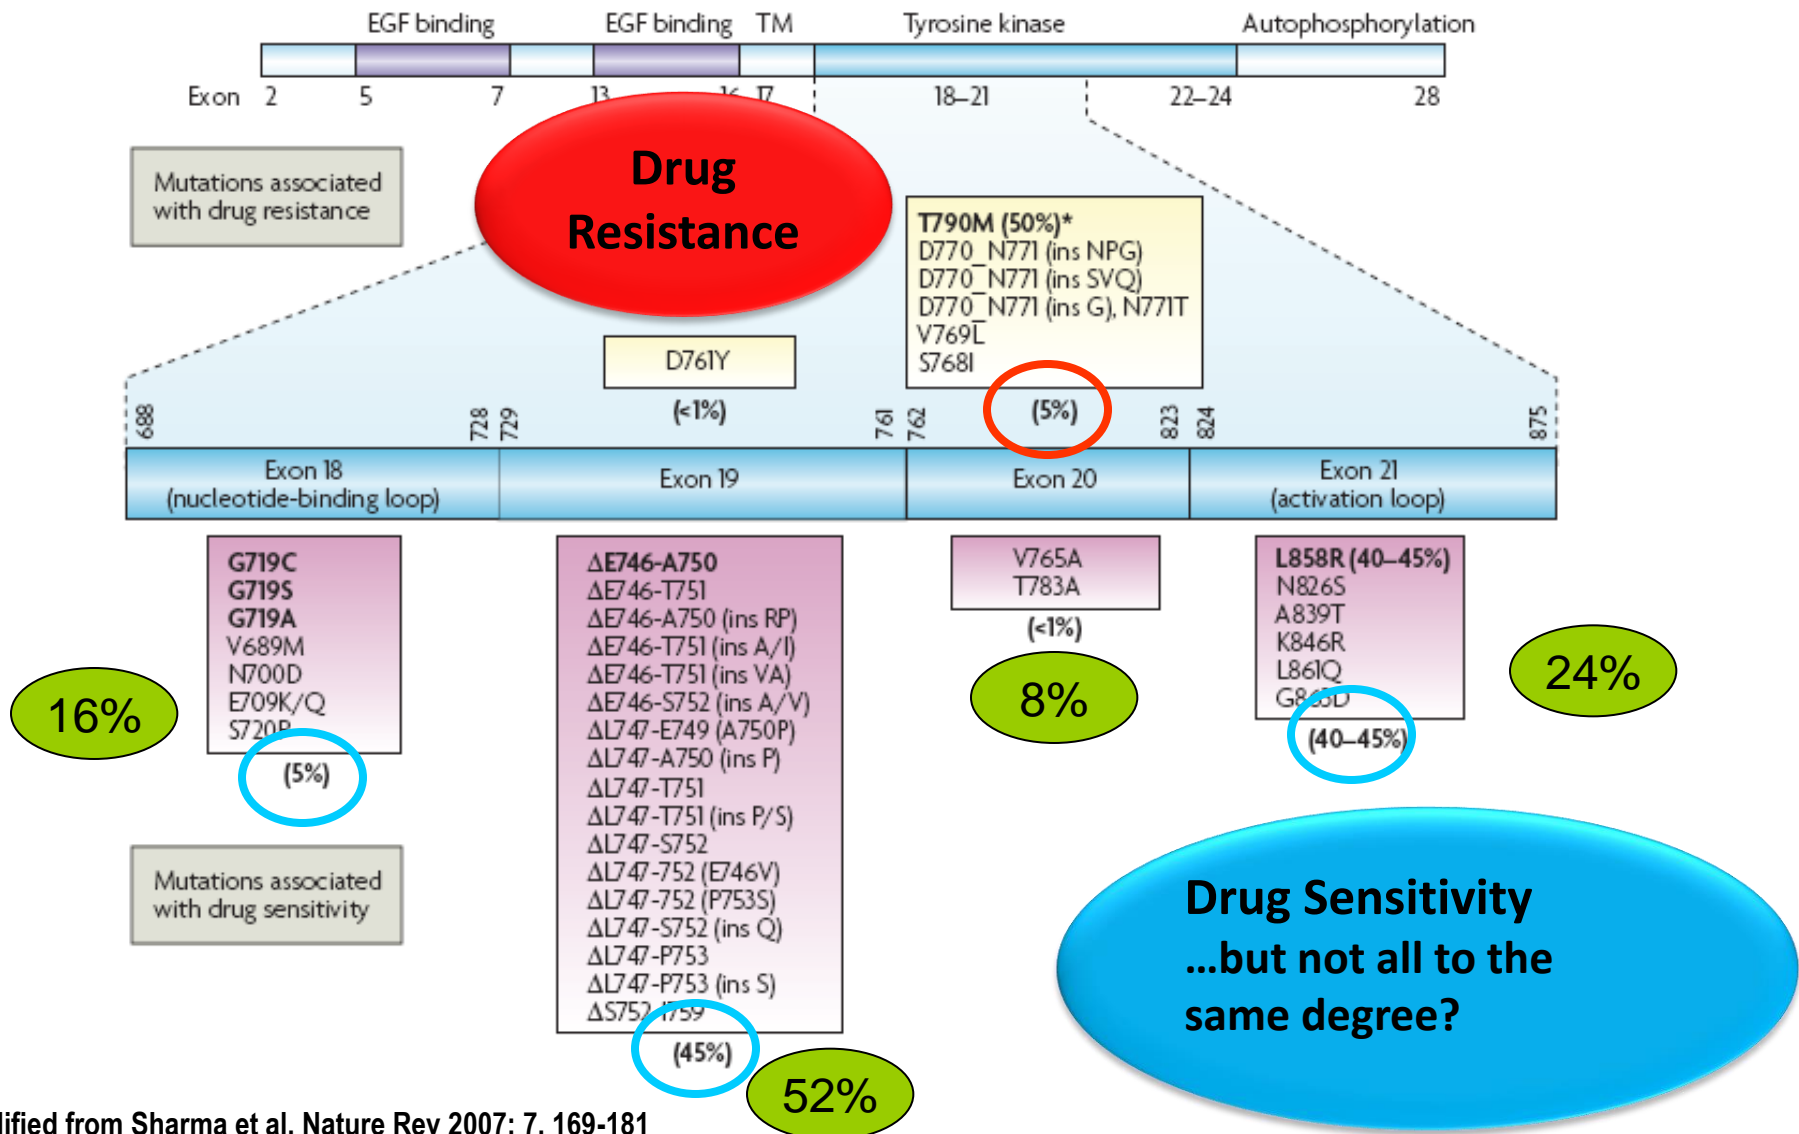 EGF binding
EGF binding
TM
Tyrosine kinase
Autophosphorylation
Exon 2 5 7 13 16 17 18–21 22–24 28
Drug
Resistance
Mutations associated
with drug resistance
T790M (50%)*
D770_N771 (ins NPG)
D770_N771 (ins SVQ)
D770_N771 (ins G), N771T
V769L
S768I
D761Y
(<1%)
(5%)
688 728 729 761 762 823 824 875
Exon 18
(nucleotide-binding loop)
Exon 19
Exon 20
Exon 21
(activation loop)
G719C
G719S
G719A
V689M
N700D
E709K/Q
S720P
(5%)
16%
ΔE746-A750
ΔE746-T751
ΔE746-A750 (ins RP)
ΔE746-T751 (ins A/I)
ΔE746-T751 (ins VA)
ΔE746-S752 (ins A/V)
ΔL747-E749 (A750P)
ΔL747-A750 (ins P)
ΔL747-T751
ΔL747-T751 (ins P/S)
ΔL747-S752
ΔL747-752 (E746V)
ΔL747-752 (P753S)
ΔL747-S752 (ins Q)
ΔL747-P753
ΔL747-P753 (ins S)
ΔS752-I759
(45%)
52%
V765A
T783A
(<1%)
8%
L858R (40–45%)
N826S
A839T
K846R
L861Q
G863D
(40–45%)
24%
Mutations associated
with drug sensitivity
Drug Sensitivity
...but not all to the
same degree?
dified from Sharma et al. Nature Rev 2007: 7. 169-181